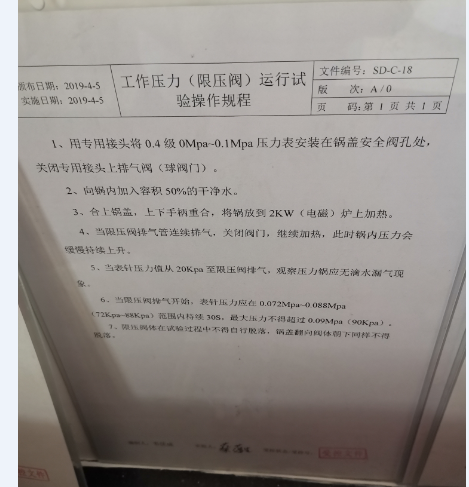 发布日期：2019-4-5
实施日期：2019-4-5
工作压力（限压阀）运行试
验操作规程
文件编号：SD-C-18
版 次：A/0
页 码：第 1 页 共 1 页
1、用专用接头将 0.4 级 0Mpa~0.1Mpa 压力表安装在锅盖安全阀孔处，
关闭专用接头上排气阀（球阀门）。
2、向锅内加入容积 50%的干净水。
3、合上锅盖，上下手柄重合，将锅放到 2KW（电磁）炉上加热。
4、当限压阀排气管连续排气，关闭阀门，继续加热，此时锅内压力会
缓慢持续上升。
5、当表针压力值从 20Kpa 至限压阀排气，观察压力锅应无滴水漏气现
象。
6、当限压阀排气开始，表针压应在 0.072Mpa~0.088Mpa
（72Kpa~88Kpa）范围内持续 30S，最大压力不得超过 0.09Mpa（90Kpa）。
7、限压阀体在试验过程中不得自行脱落，锅盖翻向阀体朝下同样不得
脱落。